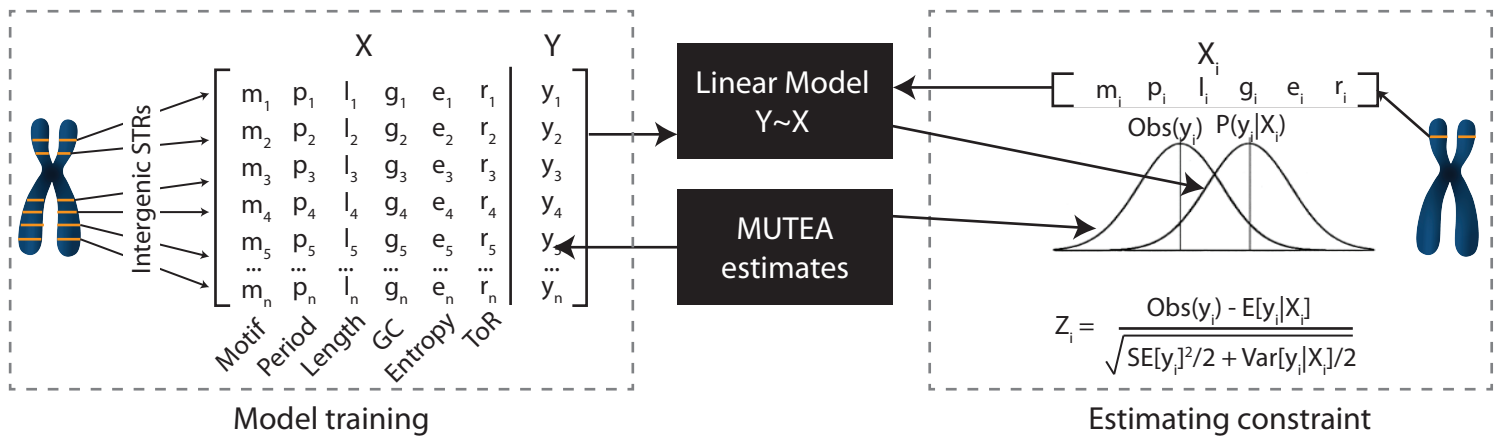 X Y
m1 p1 l1 g1 e1 r1 y1
m2 p2 l2 g2 e2 r2 y2
m3 p3 l3 g3 e3 r3 y3
m4 p4 l4 g4 e4 r4 y4
m5 p5 l5 g5 e5 r5 y5
... ... ... ... ... ... ...
mn pn ln gn en rn yn
Intergenic STRs
Motif
Period
Length
GC
Entropy
ToR
Model training
Linear Model
Y~X
MUTEA
estimates
Xi
mi pi li gi ei ri
Obs(yi) P(yi|Xi)
Zi = Obs(yi) - E[yi|Xi]
√SE[yi]²/2 + Var[yi|Xi]/2
Estimating constraint